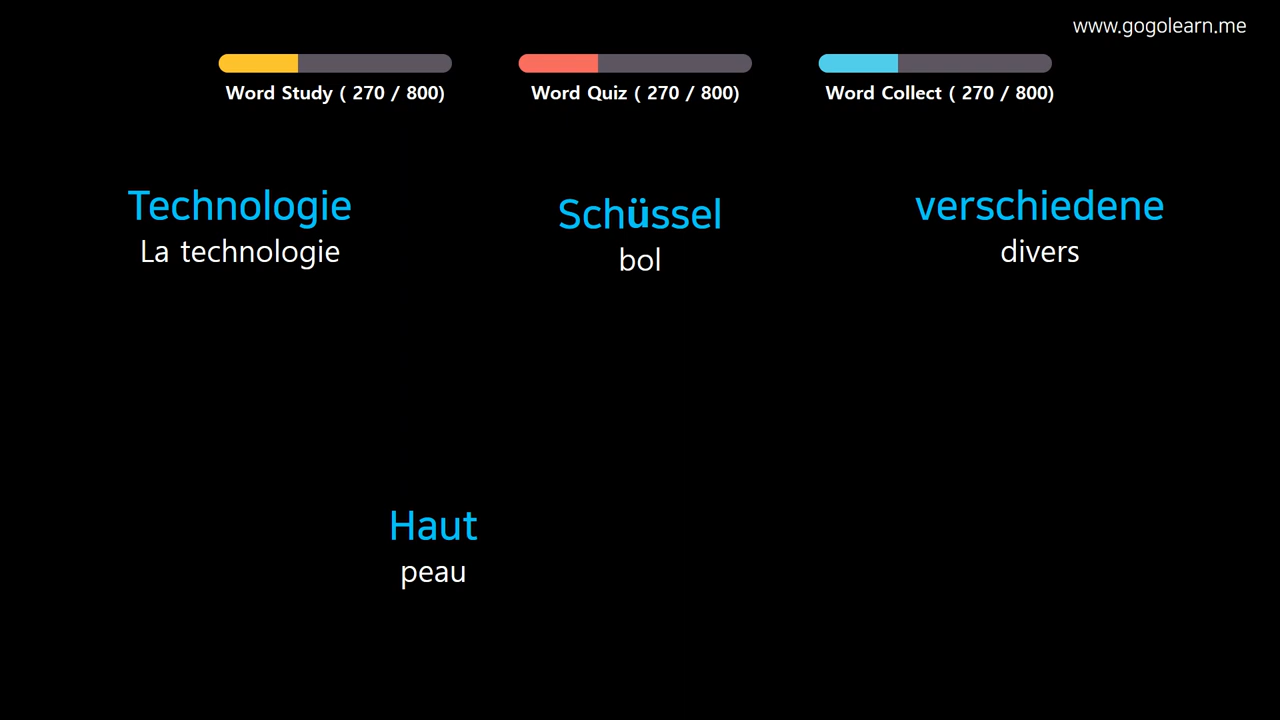 www.gogolearn.me
Word Study ( 270 / 800)
Word Quiz ( 270 / 800)
Word Collect ( 270 / 800)
Technologie
La technologie
Schüssel
bol
verschiedene
divers
Haut
peau